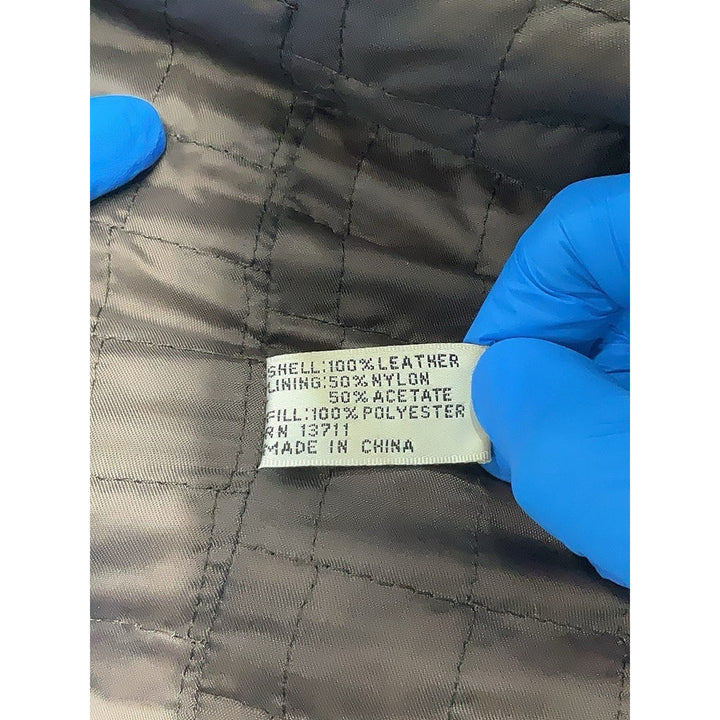 SHELL:100%LEATHER
LINING:50%NYLON
50%ACETATE
FILL:100%POLYESTER
RN 13711
MADE IN CHINA